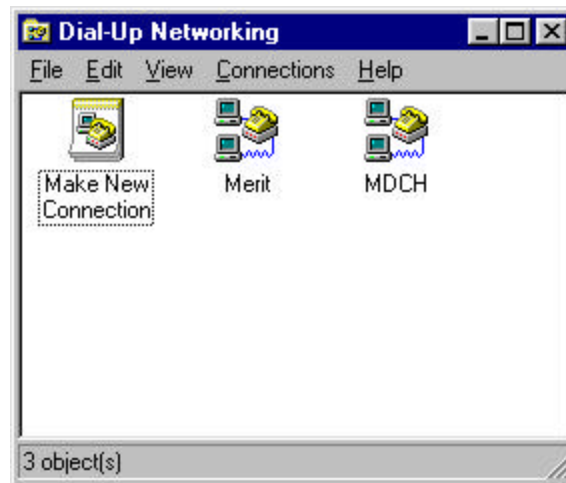 Dial-Up Networking
File Edit View Connections Help
Make New Connection
Merit
MDCH
3 object(s)